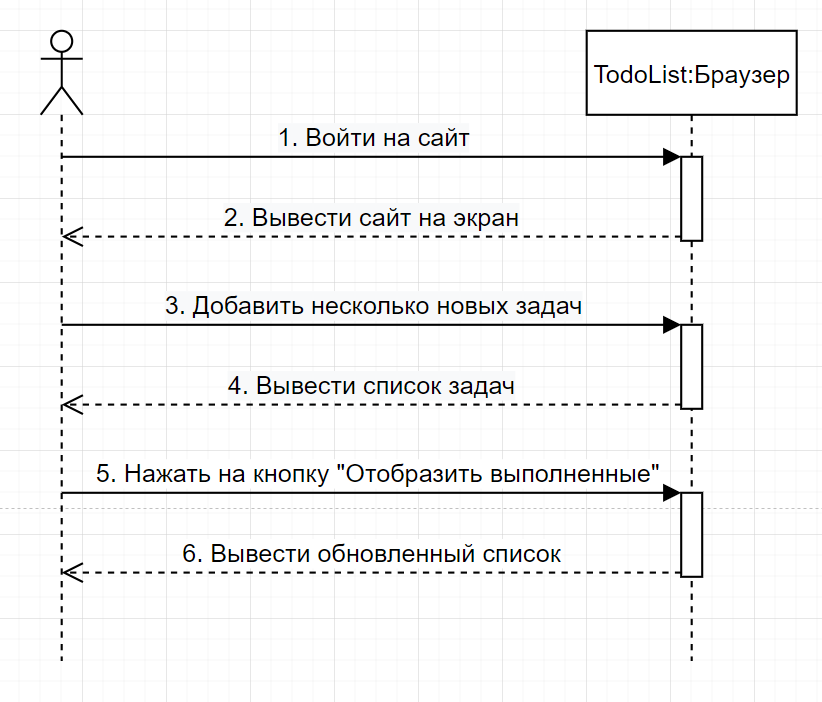 TodoList:Браузер
1. Войти на сайт
2. Вывести сайт на экран
3. Добавить несколько новых задач
4. Вывести список задач
5. Нажать на кнопку "Отобразить выполненные"
6. Вывести обновленный список